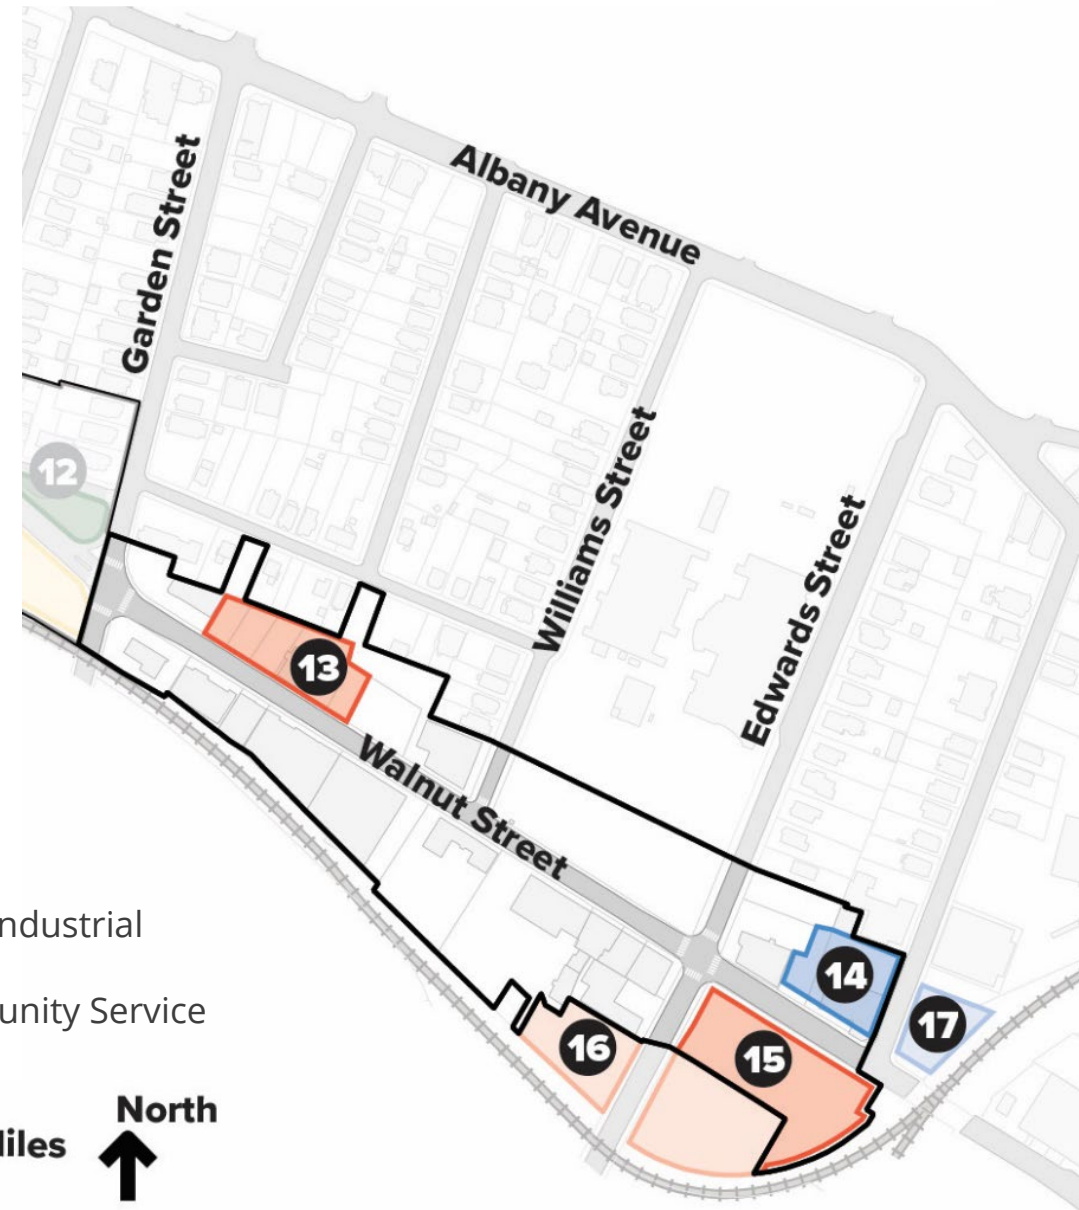 Albany Avenue
Garden Street
Williams Street
Edwards Street
12
13
Walnut Street
14
17
16
15
ndustrial
unity Service
North
liles